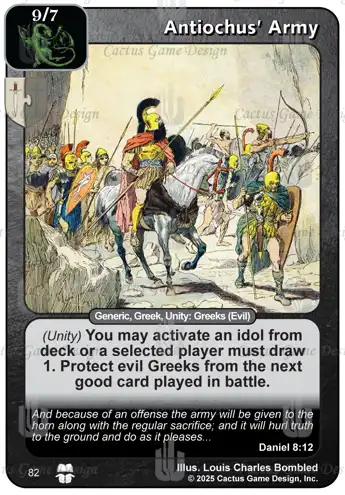 9/7
Antiochus' Army
Cactus Game Design
Generic, Greek, Unity: Greeks (Evil)
(Unity) You may activate an idol from
deck or a selected player must draw
1. Protect evil Greeks from the next
good card played in battle.
And because of an offense the army will be given to the
horn along with the regular sacrifice; and it will hurl truth
to the ground and do as it pleases...
Daniel 8:12
82
Illus. Louis Charles Bombled
© 2025 Cactus Game Design, Inc.